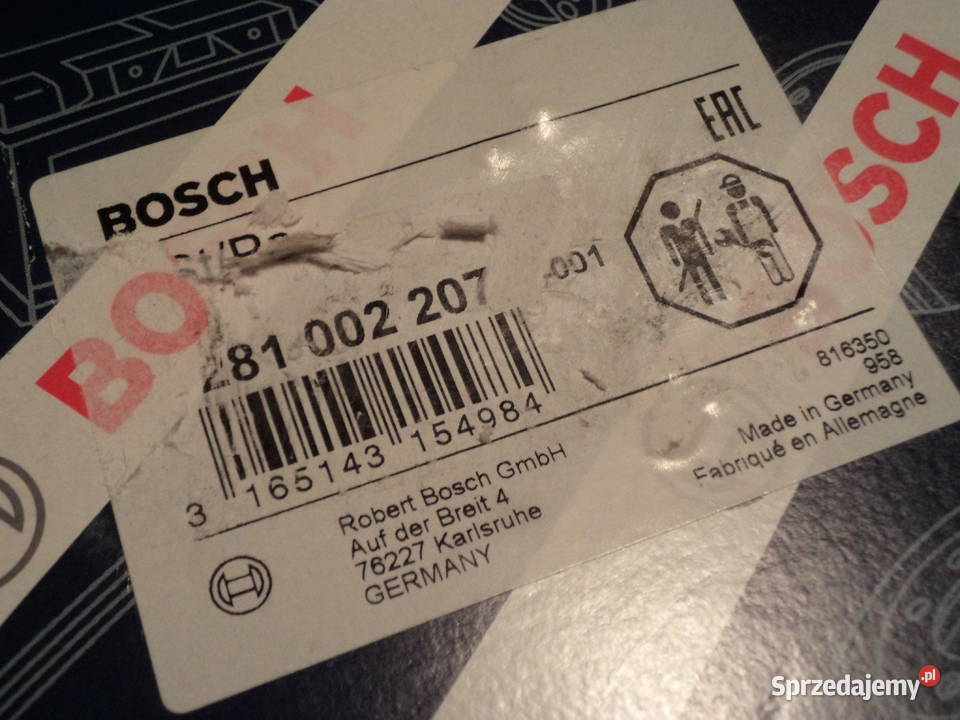 BOSCH
EAC
281 002 207
-001
3 165143 154984
816350
958
Made in Germany
Fabriqué en Allemagne
Robert Bosch GmbH
Auf der Breit 4
76227 Karlsruhe
GERMANY
BOSCH
SCH
Sprzedajemy.pl